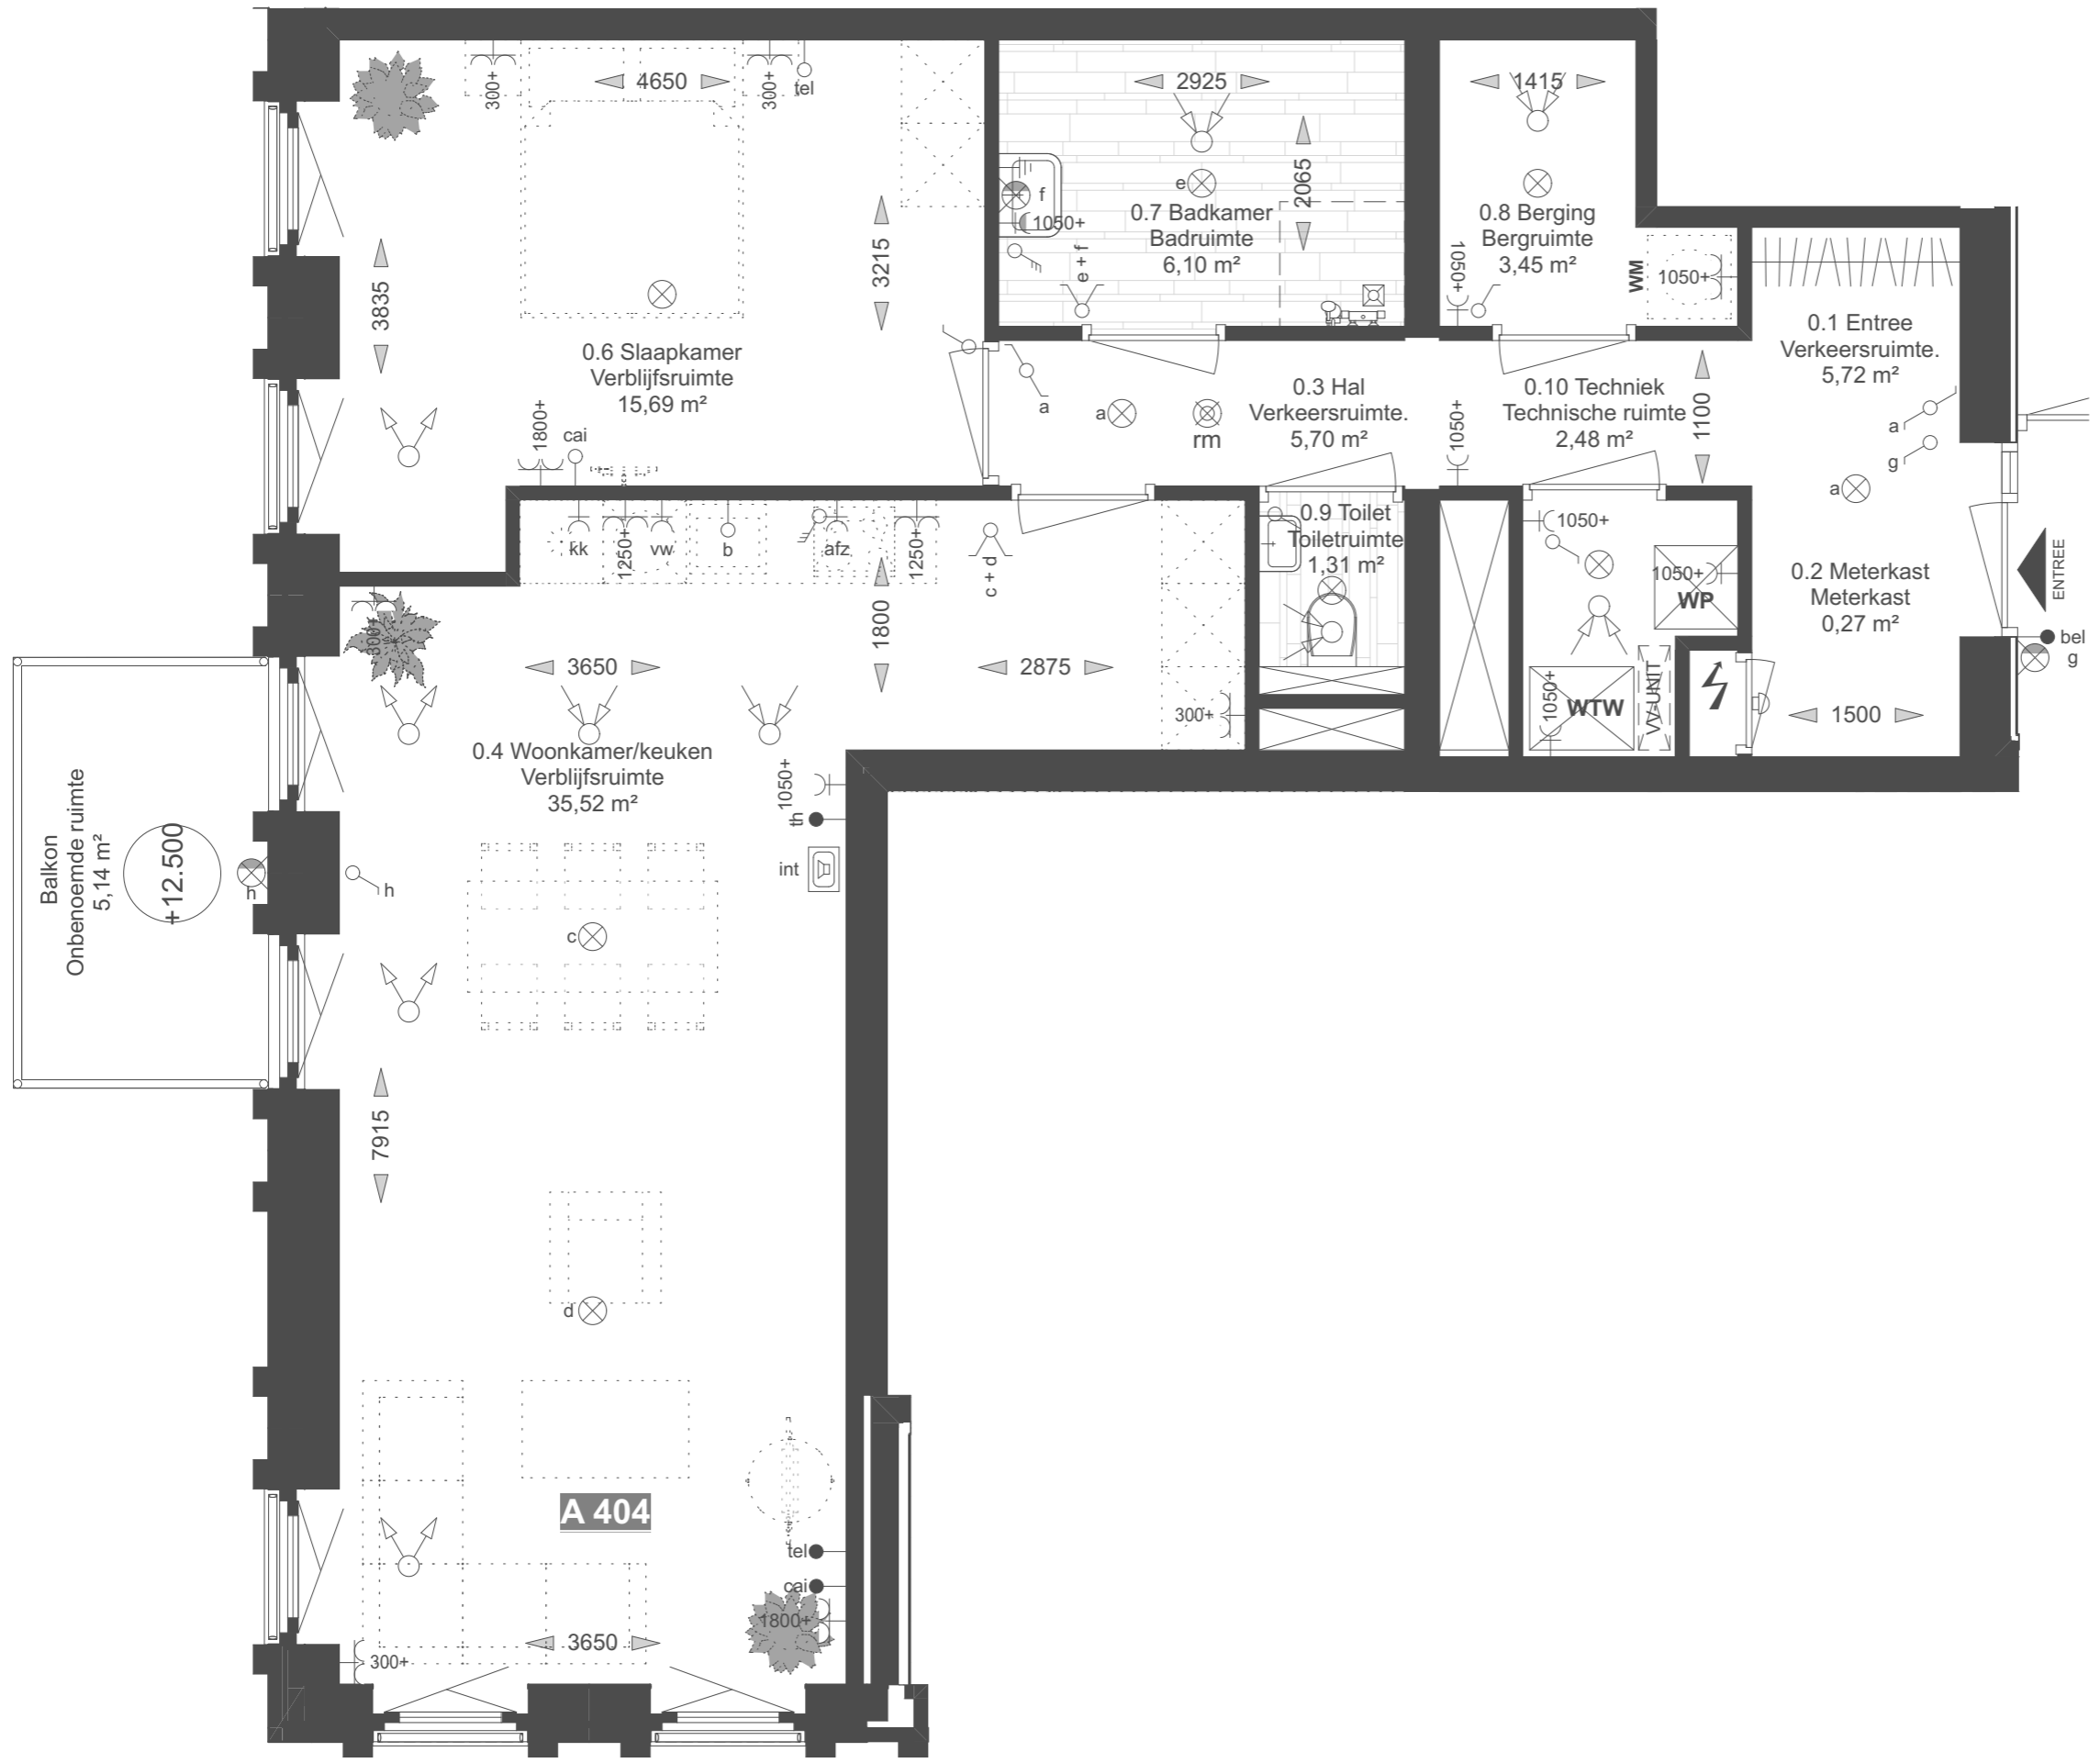 4650
300+
300+
tel
3835
3215
0.6 Slaapkamer
Verblijfsruimte
15,69 m²
1800+
cai
2925
2065
e
f
1050+
e + f
0.7 Badkamer
Badruimte
6,10 m²
1415
0.8 Berging
Bergruimte
3,45 m²
1050+
WM
1050+
0.1 Entree
Verkeersruimte.
5,72 m²
a
g
a
a
a
rm
0.3 Hal
Verkeersruimte.
5,70 m²
1050+
0.10 Techniek
Technische ruimte
2,48 m²
1100
kk
1250+
vw
b
afz
1250+
c + d
0.9 Toilet
Toiletruimte
1,31 m²
1050+
1050+
WP
1050+
WTW
VV-UNIT
0.2 Meterkast
Meterkast
0,27 m²
1500
ENTREE
bel
g
300+
3650
1800
2875
300+
0.4 Woonkamer/keuken
Verblijfsruimte
35,52 m²
1050+
th
int
Balkon
Onbenoemde ruimte
5,14 m²
+12.500
h
h
c
7915
d
A 404
tel
cai
1800+
3650
300+